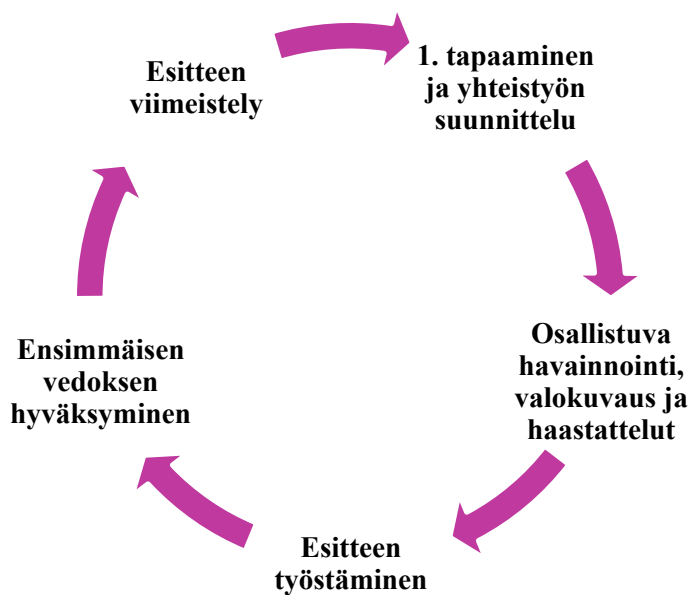 1. tapaaminen
ja yhteistyön
suunnittelu
Osallistuva
havainnointi,
valokuvaus ja
haastattelut
Esitteen
työstäminen
Ensimmäisen
vedoksen
hyväksyminen
Esitteen
viimeistely